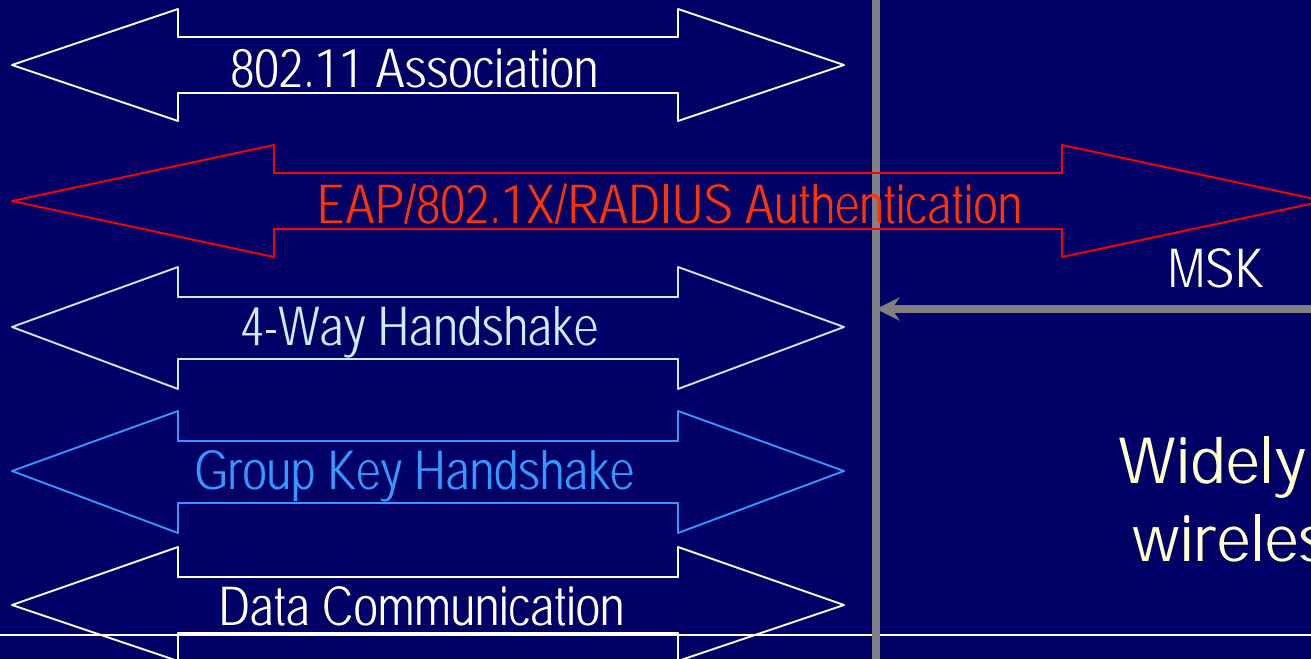 802.11 Association
EAP/802.1X/RADIUS Authentication
MSK
4-Way Handshake
Group Key Handshake
Widely
Data Communication